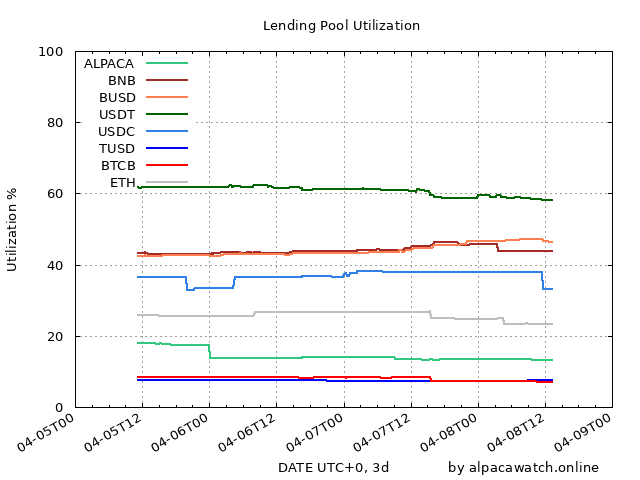 Lending Pool Utilization
Utilization %
100
80
60
40
20
0
ALPACA
BNB
BUSD
USDT
USDC
TUSD
BTCB
ETH
04-05T00
04-05T12
04-06T00
04-06T12
04-07T00
04-07T12
04-08T00
04-08T12
04-09T00
DATE UTC+0, 3d
by alpacawatch.online